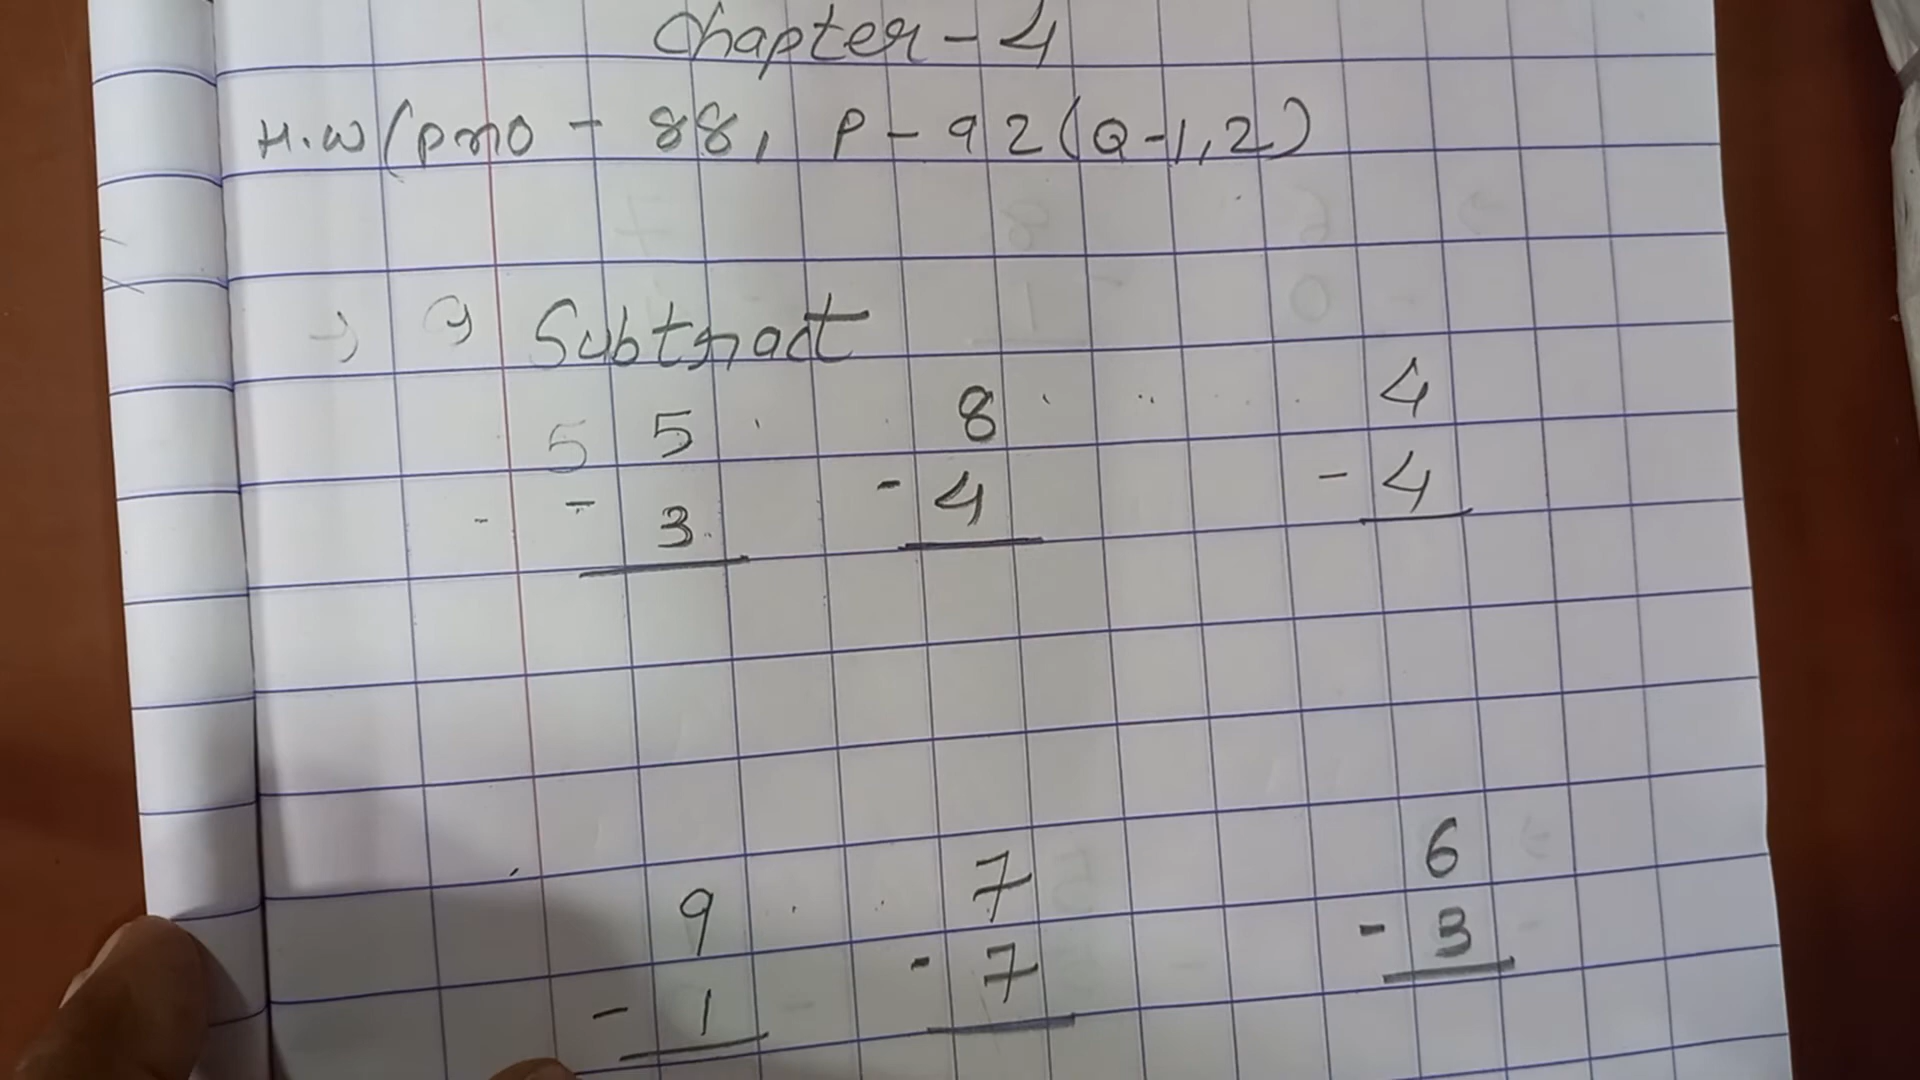 Chapter - 4
H.W (P.no - 88, P - 92 (Q-1,2)
Subtract
5 8 4
- 3 - 4 - 4
9 7 6
- 1 - 7 - 3